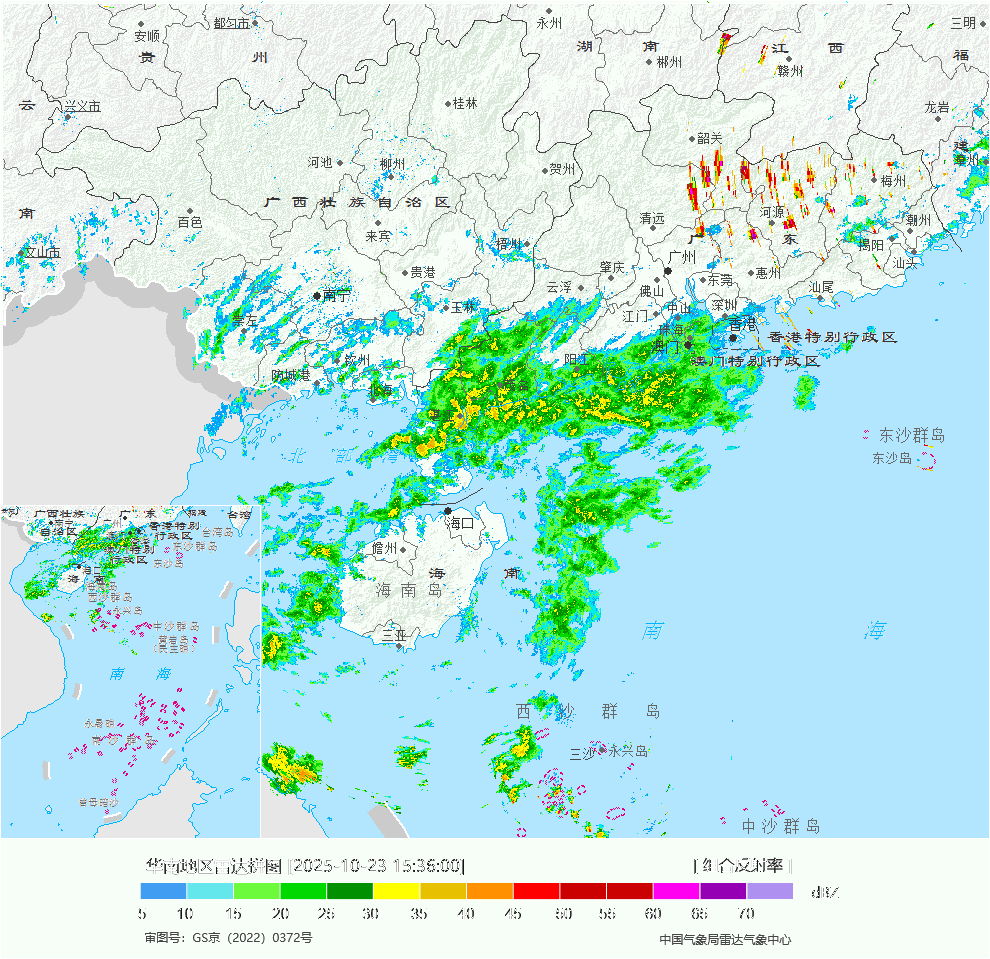 都匀市
永州
三明
安顺
湖 南
江 西
贵 州
郴州
赣州
福
云
兴义市
桂林
龙岩
韶关
建
漳州
河池
柳州
贺州
梅州
广 西 壮 族 自 治 区
南
百色
来宾
清远
河源
潮州
广 东
揭阳
文山市
梧州
广州
汕头
贵港
肇庆
惠州
东莞
云浮
佛山
汕尾
南宁
玉林
江门
中山
深圳
崇左
珠海
香港
香港特别行政区
澳门
澳门特别行政区
钦州
阳江
防城港
北海
湛江
东沙群岛
东沙岛
北 部 湾
海口
儋州
海 南
海 南 岛
三亚
南 海
西 沙 群 岛
三沙
永兴岛
中 沙 群 岛
广西壮族
自治区
广 东
福建
台湾
香港特别
行政区
台湾岛
东沙群岛
东沙岛
海 南
西沙群岛
永兴岛
中沙群岛
黄岩岛
(民主礁)
南 海
永暑礁
南 沙 群 岛
曾母暗沙
华南地区雷达拼图 [2025-10-23 15:36:00]
[ 组合反射率 ]
5 10 15 20 25 30 35 40 45 50 55 60 65 70
dBZ
审图号：GS京（2022）0372号
中国气象局雷达气象中心